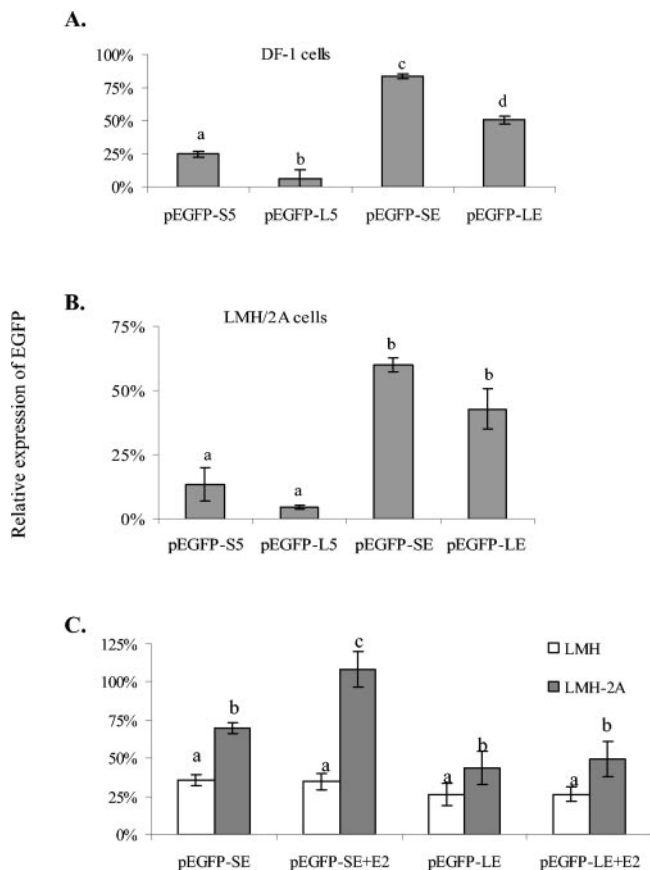 A.
DF-1 cells
100%
75%
50%
25%
0%
a
b
c
d
pEGFP-S5 pEGFP-L5 pEGFP-SE pEGFP-LE
Relative expression of EGFP
B.
LMH/2A cells
75%
50%
25%
0%
a
a
b
b
pEGFP-S5 pEGFP-L5 pEGFP-SE pEGFP-LE
C.
125%
100%
75%
50%
25%
0%
LMH
LMH-2A
a
b
a
c
a
b
a
b
pEGFP-SE pEGFP-SE+E2 pEGFP-LE pEGFP-LE+E2